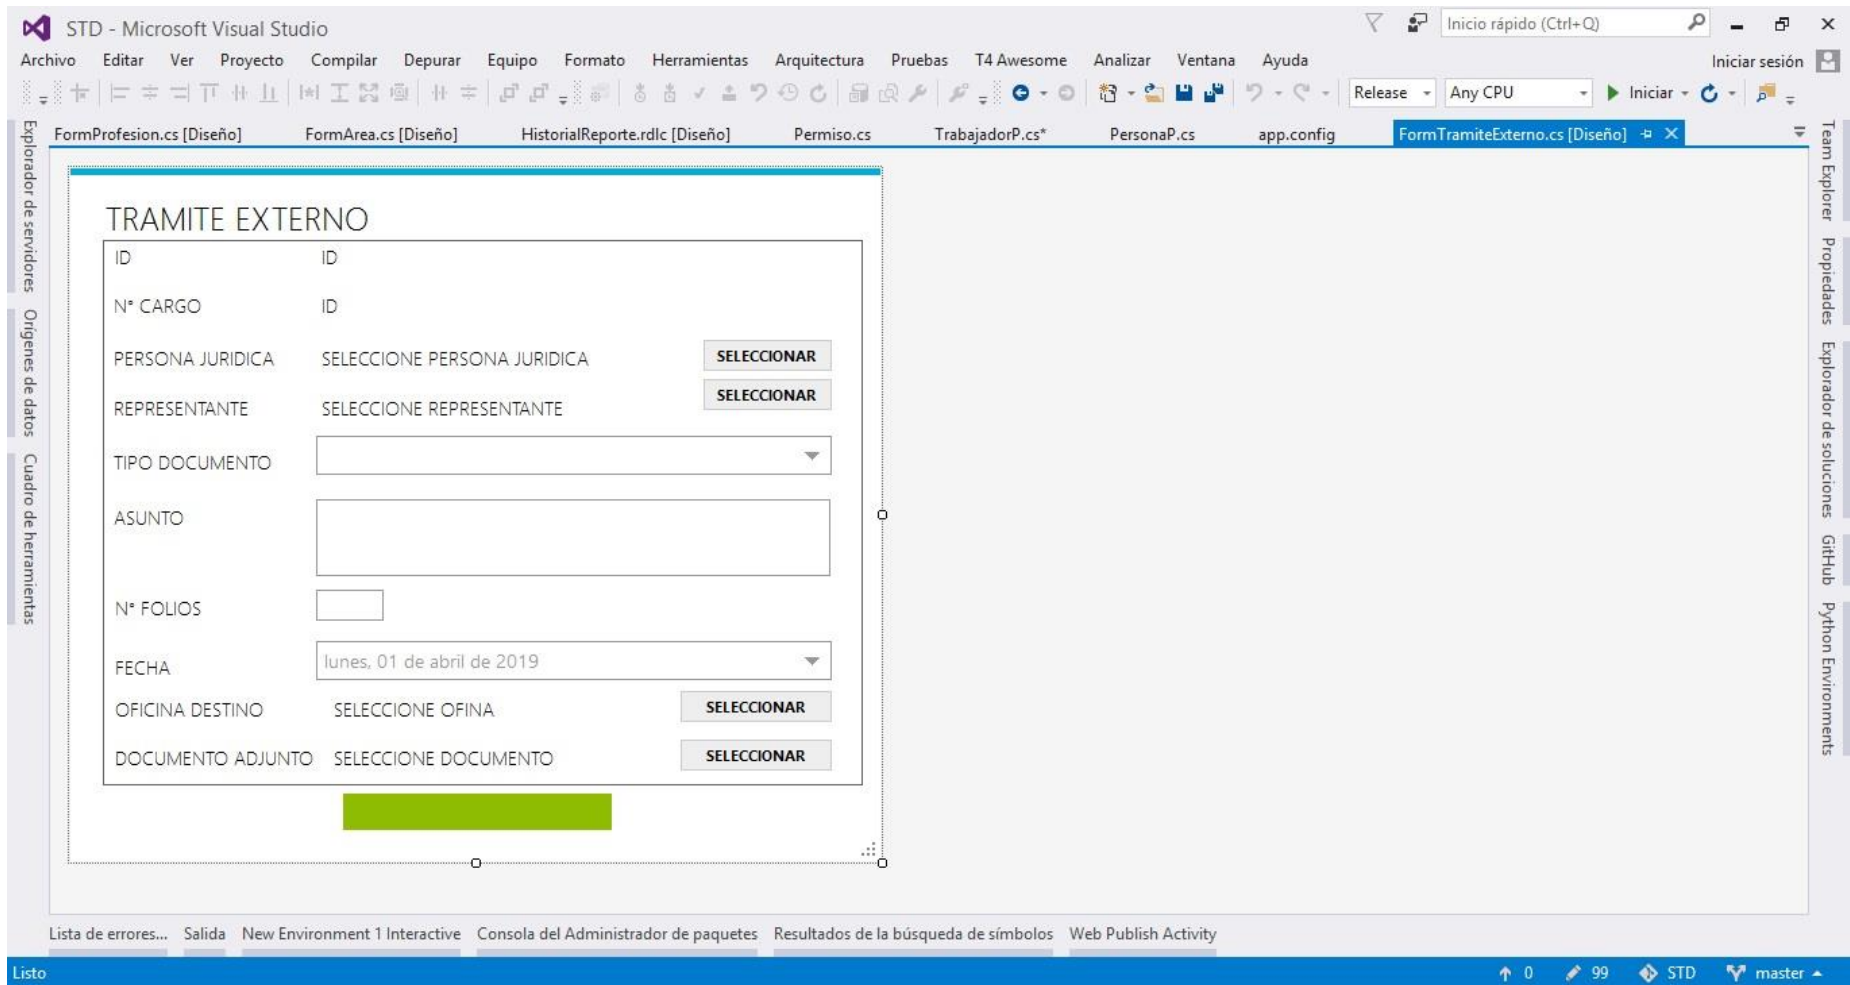 STD - Microsoft Visual Studio
Inicio rápido (Ctrl+Q)
Archivo Editar Ver Proyecto Compilar Depurar Equipo Formato Herramientas Arquitectura Pruebas T4 Awesome Analizar Ventana Ayuda
Iniciar sesión
Release Any CPU Iniciar
FormProfesion.cs [Diseño] FormArea.cs [Diseño] HistorialReporte.rdlc [Diseño] Permiso.cs TrabajadorP.cs* PersonaP.cs app.config FormTramiteExterno.cs [Diseño]
Explorador de servidores
Orígenes de datos
Cuadro de herramientas
TRAMITE EXTERNO
ID ID
N° CARGO ID
PERSONA JURIDICA SELECCIONE PERSONA JURIDICA SELECCIONAR
REPRESENTANTE SELECCIONE REPRESENTANTE SELECCIONAR
TIPO DOCUMENTO
ASUNTO
N° FOLIOS
FECHA lunes, 01 de abril de 2019
OFICINA DESTINO SELECCIONE OFINA SELECCIONAR
DOCUMENTO ADJUNTO SELECCIONE DOCUMENTO SELECCIONAR
Team Explorer
Propiedades
Explorador de soluciones
GitHub
Python Environments
Lista de errores... Salida New Environment 1 Interactive Consola del Administrador de paquetes Resultados de la búsqueda de símbolos Web Publish Activity
Listo 0 99 STD master